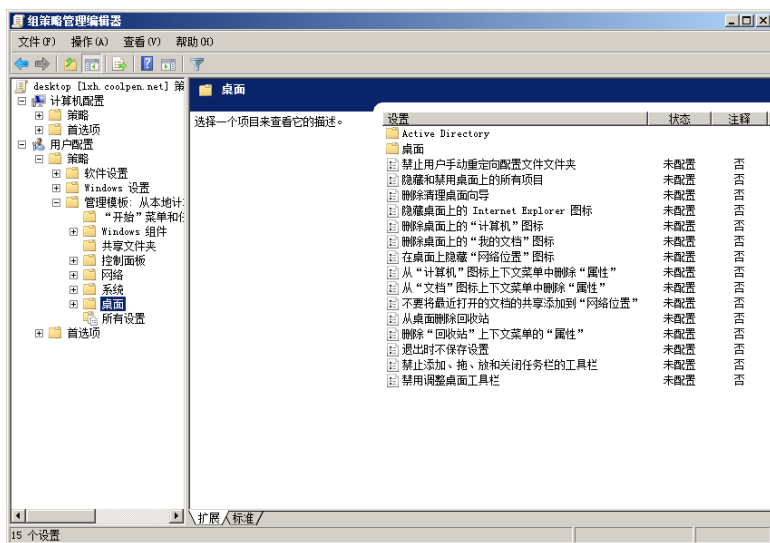 组策略管理编辑器
文件(F) 操作(A) 查看(V) 帮助(H)
desktop [lxh.coolpen.net] 策
计算机配置
策略
首选项
用户配置
策略
软件设置
Windows 设置
管理模板: 从本地计
“开始”菜单和任
Windows 组件
共享文件夹
控制面板
网络
系统
桌面
所有设置
首选项
桌面
选择一个项目来查看它的描述。
设置 状态 注释
Active Directory
桌面
禁止用户手动重定向配置文件文件夹 未配置 否
隐藏和禁用桌面上的所有项目 未配置 否
删除清理桌面向导 未配置 否
隐藏桌面上的 Internet Explorer 图标 未配置 否
删除桌面上的“计算机”图标 未配置 否
删除桌面上的“我的文档”图标 未配置 否
在桌面上隐藏“网络位置”图标 未配置 否
从“计算机”图标上下文菜单中删除“属性” 未配置 否
从“文档”图标上下文菜单中删除“属性” 未配置 否
不要将最近打开的文档的共享添加到“网络位置” 未配置 否
从桌面删除回收站 未配置 否
删除“回收站”上下文菜单的“属性” 未配置 否
退出时不保存设置 未配置 否
禁止添加、拖、放和关闭任务栏的工具栏 未配置 否
禁用调整桌面工具栏 未配置 否
扩展 标准
15 个设置